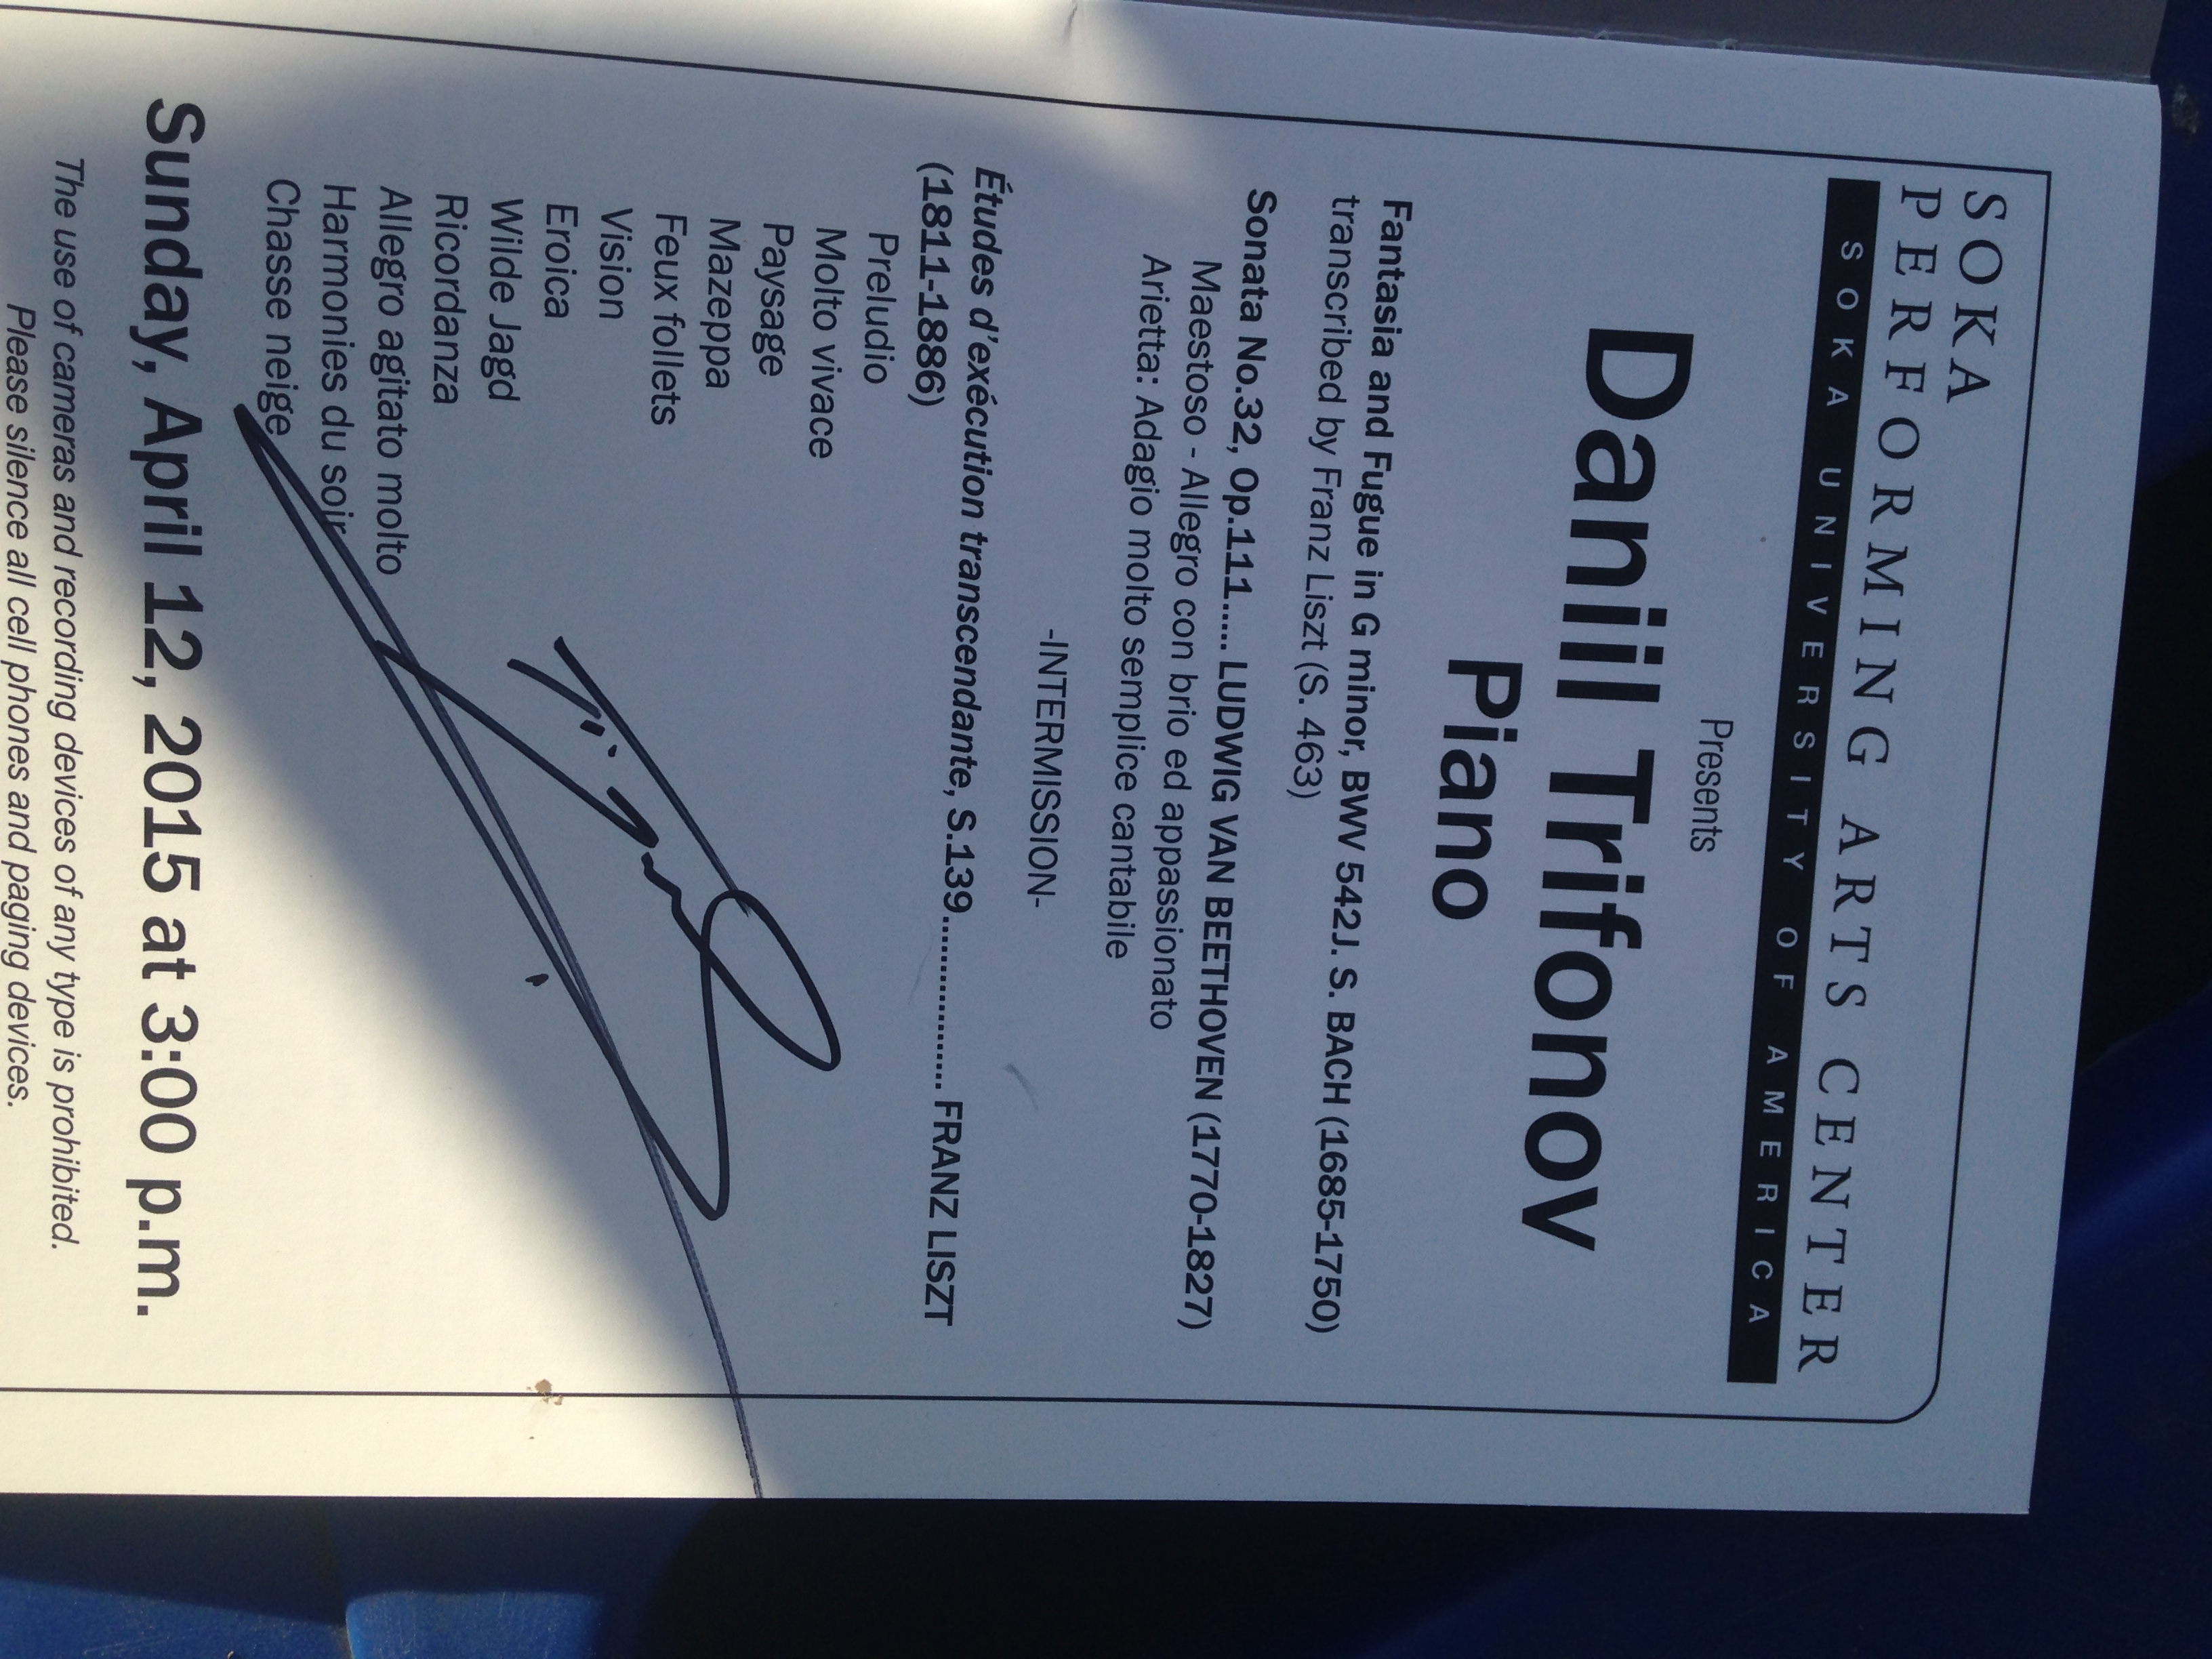 SOKA
PERFORMING ARTS CENTER
SOKA UNIVERSITY OF AMERICA
Presents
Daniil Trifonov
Piano
Fantasia and Fugue in G minor, BWV 542J. S. BACH (1685-1750)
transcribed by Franz Liszt (S. 463)
Sonata No.32, Op.111..... LUDWIG VAN BEETHOVEN (1770-1827)
Maestoso - Allegro con brio ed appassionato
Arietta: Adagio molto semplice cantabile
-INTERMISSION-
Études d'exécution transcendante, S.139.................. FRANZ LISZT
(1811-1886)
Preludio
Molto vivace
Paysage
Mazeppa
Feux follets
Vision
Eroica
Wilde Jagd
Ricordanza
Allegro agitato molto
Harmonies du soir
Chasse neige
Sunday, April 12, 2015 at 3:00 p.m.
The use of cameras and recording devices of any type is prohibited.
Please silence all cell phones and paging devices.